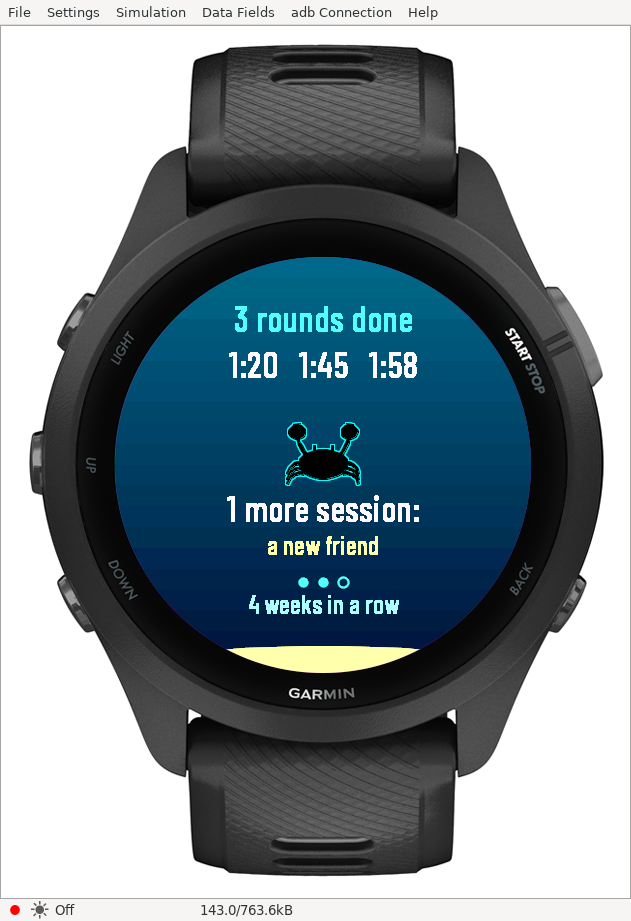 File Settings Simulation Data Fields adb Connection Help
3 rounds done
1:20 1:45 1:58
START STOP
LIGHT
UP
1 more session:
a new friend
DOWN
BACK
4 weeks in a row
GARMIN
Off 143.0/763.6kB